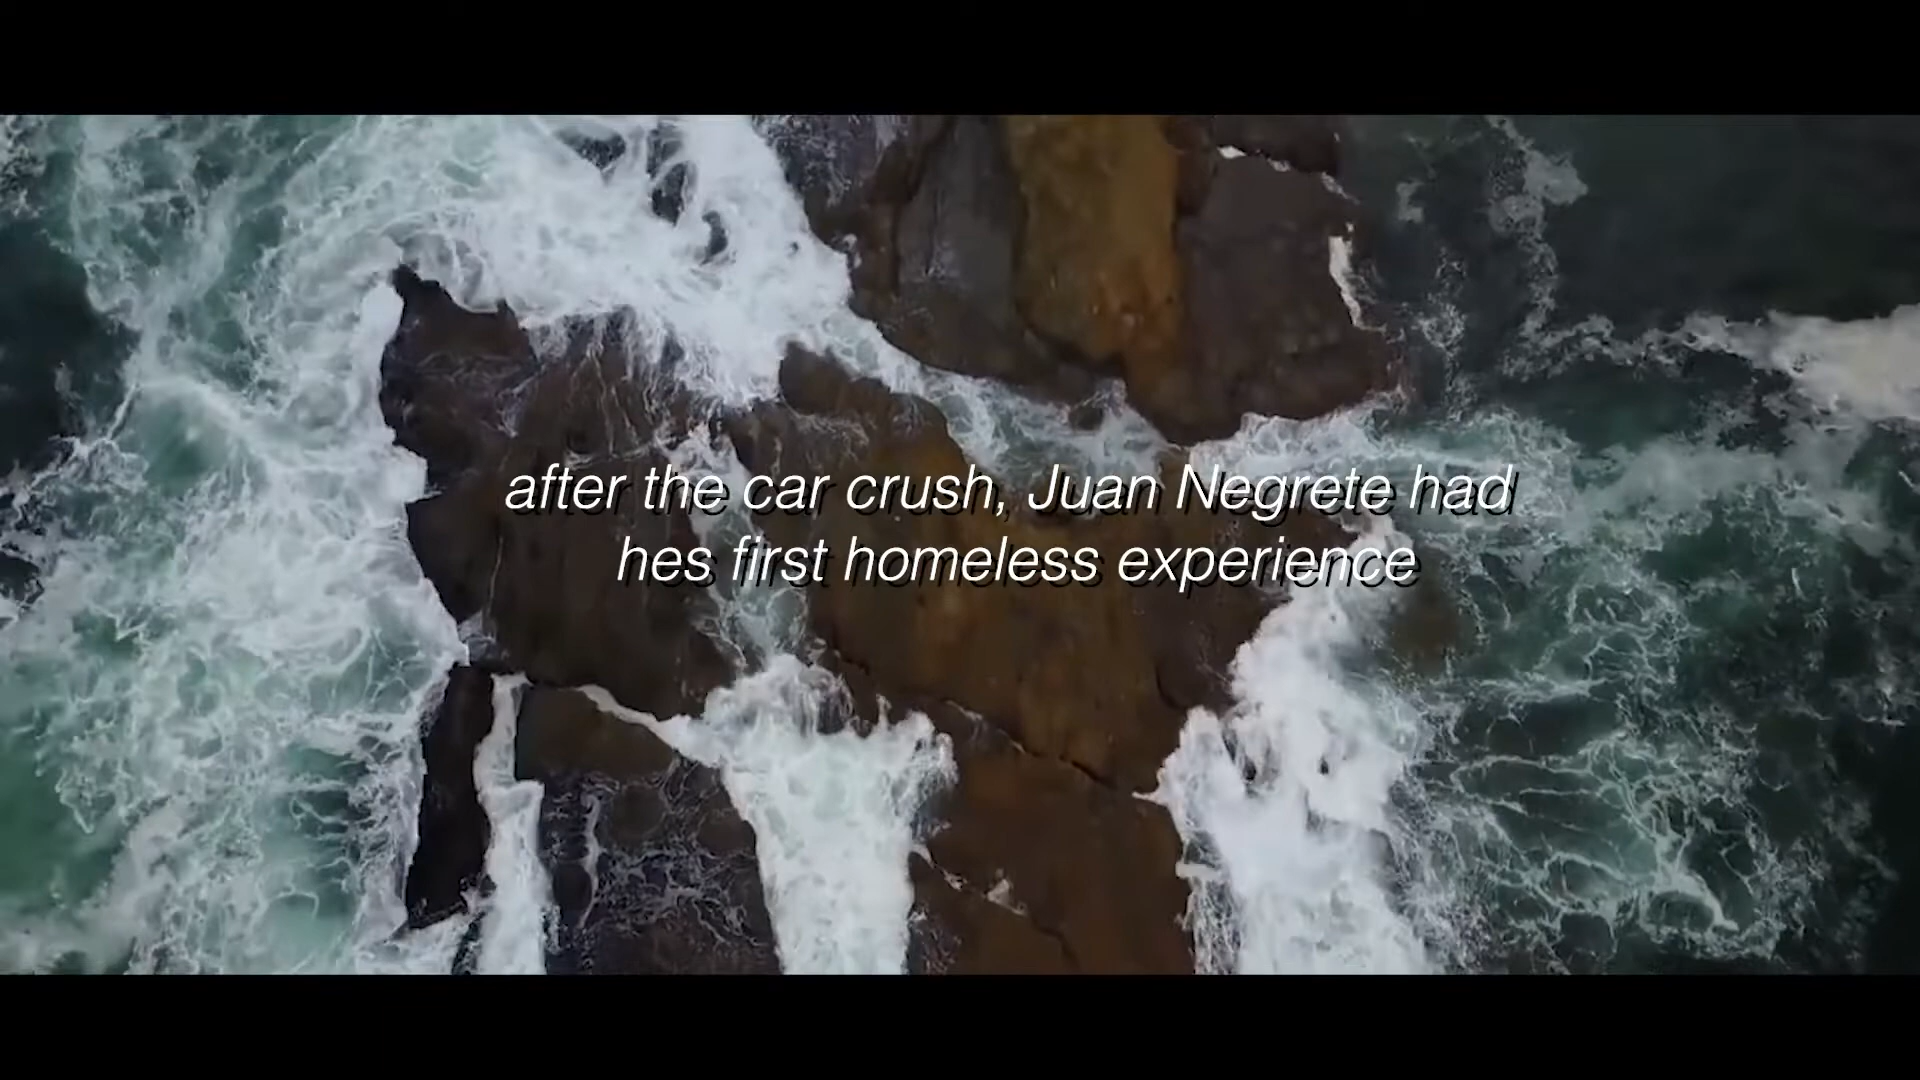 after the car crush, Juan Negrete had
hes first homeless experience